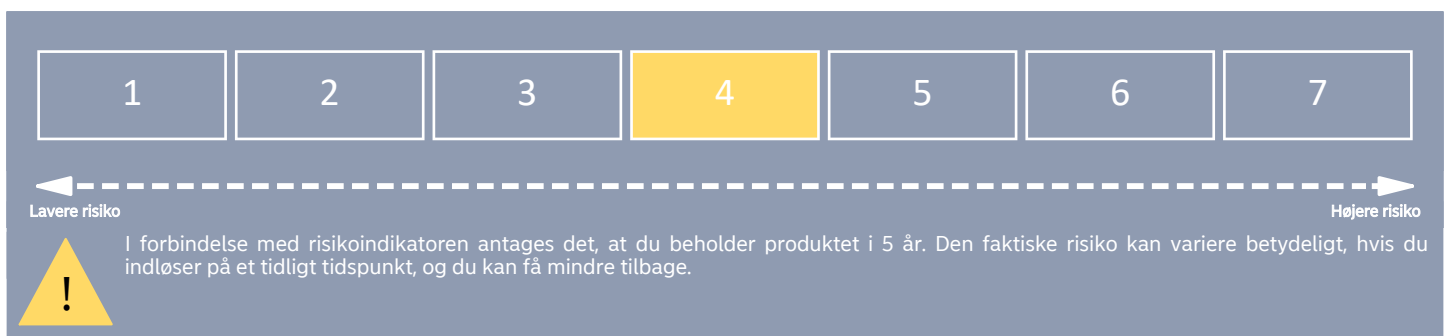 1 2 3 4 5 6 7
Lavere risiko Højere risiko
I forbindelse med risikoindikatoren antages det, at du beholder produktet i 5 år. Den faktiske risiko kan variere betydeligt, hvis du
indløser på et tidligt tidspunkt, og du kan få mindre tilbage.
!